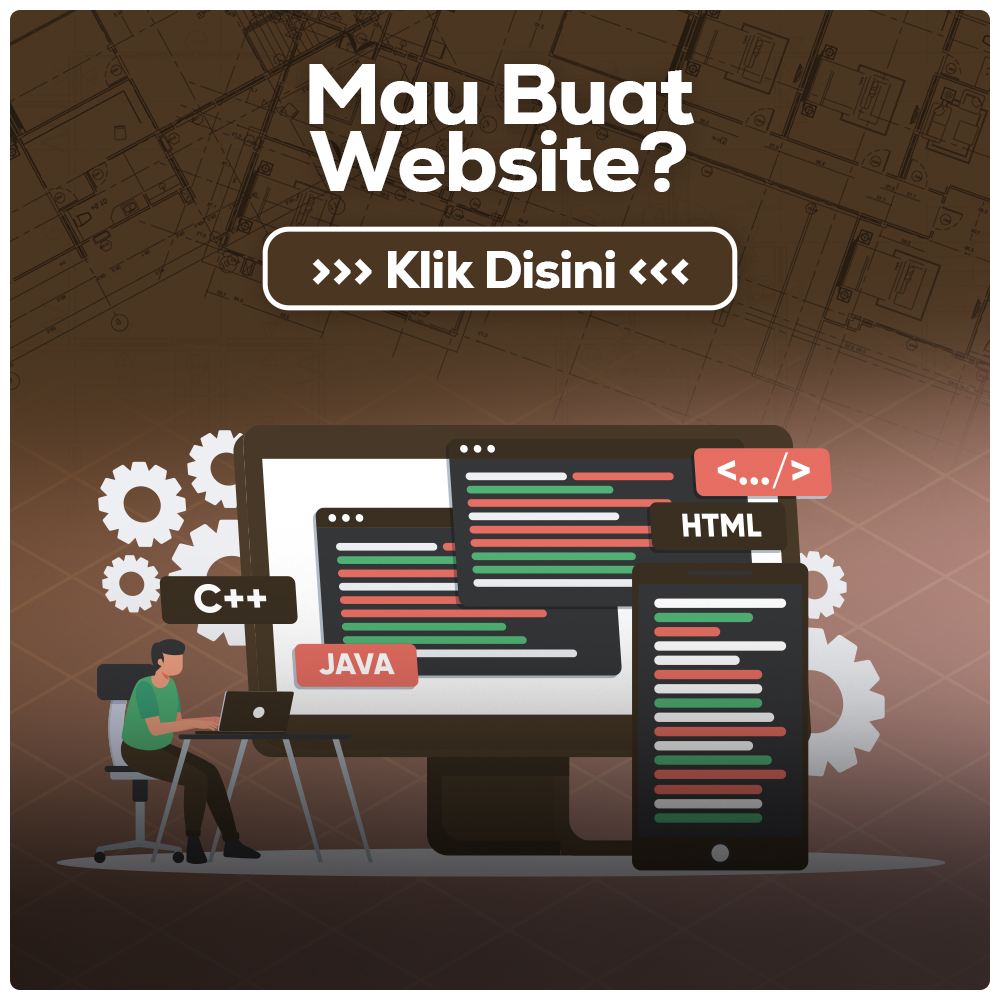 Mau Buat
Website?
>>> Klik Disini <<<
<.../>
HTML
C++
JAVA